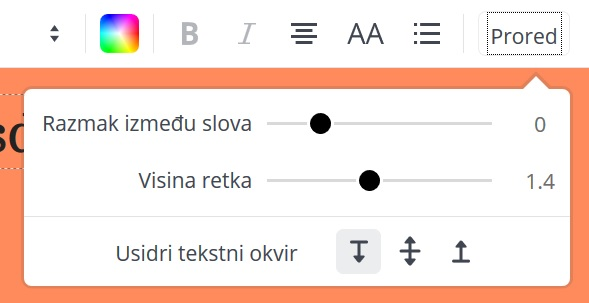 B I AA Prored
Razmak između slova 0
Visina retka 1.4
Usidri tekstni okvir